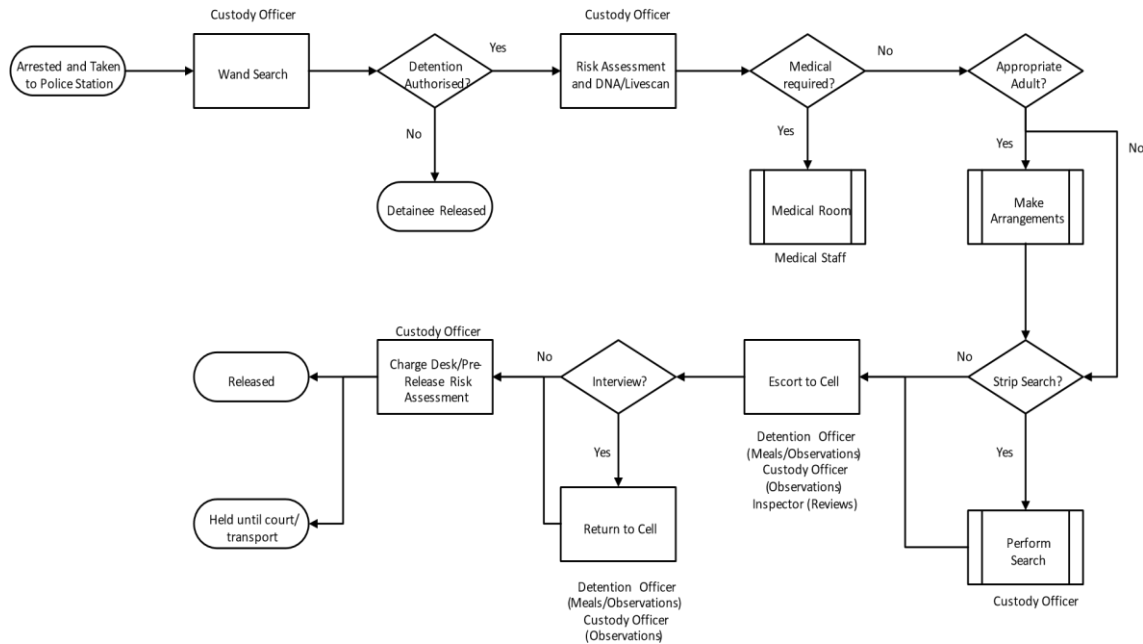 Custody Officer
Custody Officer
Arrested and Taken
to Police Station
Wand Search
Detention
Authorised?
Yes
Risk Assessment
and DNA/Livescan
Medical
required?
No
Appropriate
Adult?
No
Detainee Released
Yes
Medical Room
Medical Staff
Yes
No
Make
Arrangements
Custody Officer
Released
Charge Desk/Pre-
Release Risk
Assessment
No
Interview?
Escort to Cell
No
Strip Search?
Detention Officer
(Meals/Observations)
Custody Officer
(Observations)
Inspector (Reviews)
Yes
Yes
Held until court/
transport
Return to Cell
Perform
Search
Detention Officer
(Meals/Observations)
Custody Officer
(Observations)
Custody Officer